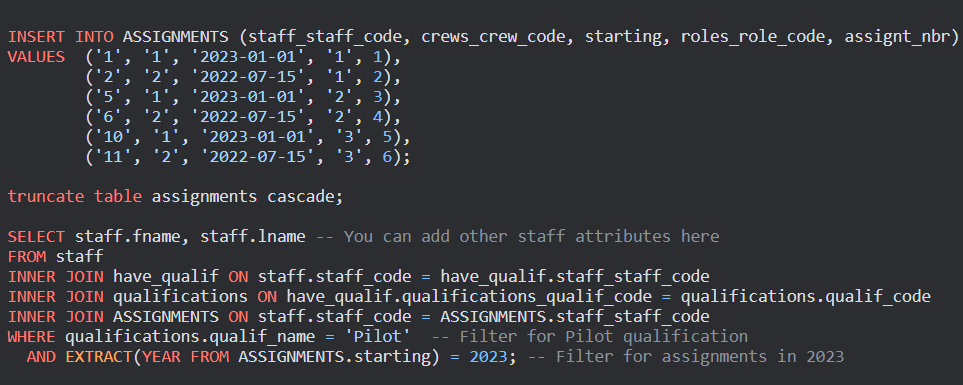 INSERT INTO ASSIGNMENTS (staff_staff_code, crews_crew_code, starting, roles_role_code, assignt_nbr)
VALUES  ('1', '1', '2023-01-01', '1', 1),
        ('2', '2', '2022-07-15', '1', 2),
        ('5', '1', '2023-01-01', '2', 3),
        ('6', '2', '2022-07-15', '2', 4),
        ('10', '1', '2023-01-01', '3', 5),
        ('11', '2', '2022-07-15', '3', 6);
truncate table assignments cascade;
SELECT staff.fname, staff.lname -- You can add other staff attributes here
FROM staff
INNER JOIN have_qualif ON staff.staff_code = have_qualif.staff_staff_code
INNER JOIN qualifications ON have_qualif.qualifications_qualif_code = qualifications.qualif_code
INNER JOIN ASSIGNMENTS ON staff.staff_code = ASSIGNMENTS.staff_staff_code
WHERE qualifications.qualif_name = 'Pilot'  -- Filter for Pilot qualification
  AND EXTRACT(YEAR FROM ASSIGNMENTS.starting) = 2023; -- Filter for assignments in 2023